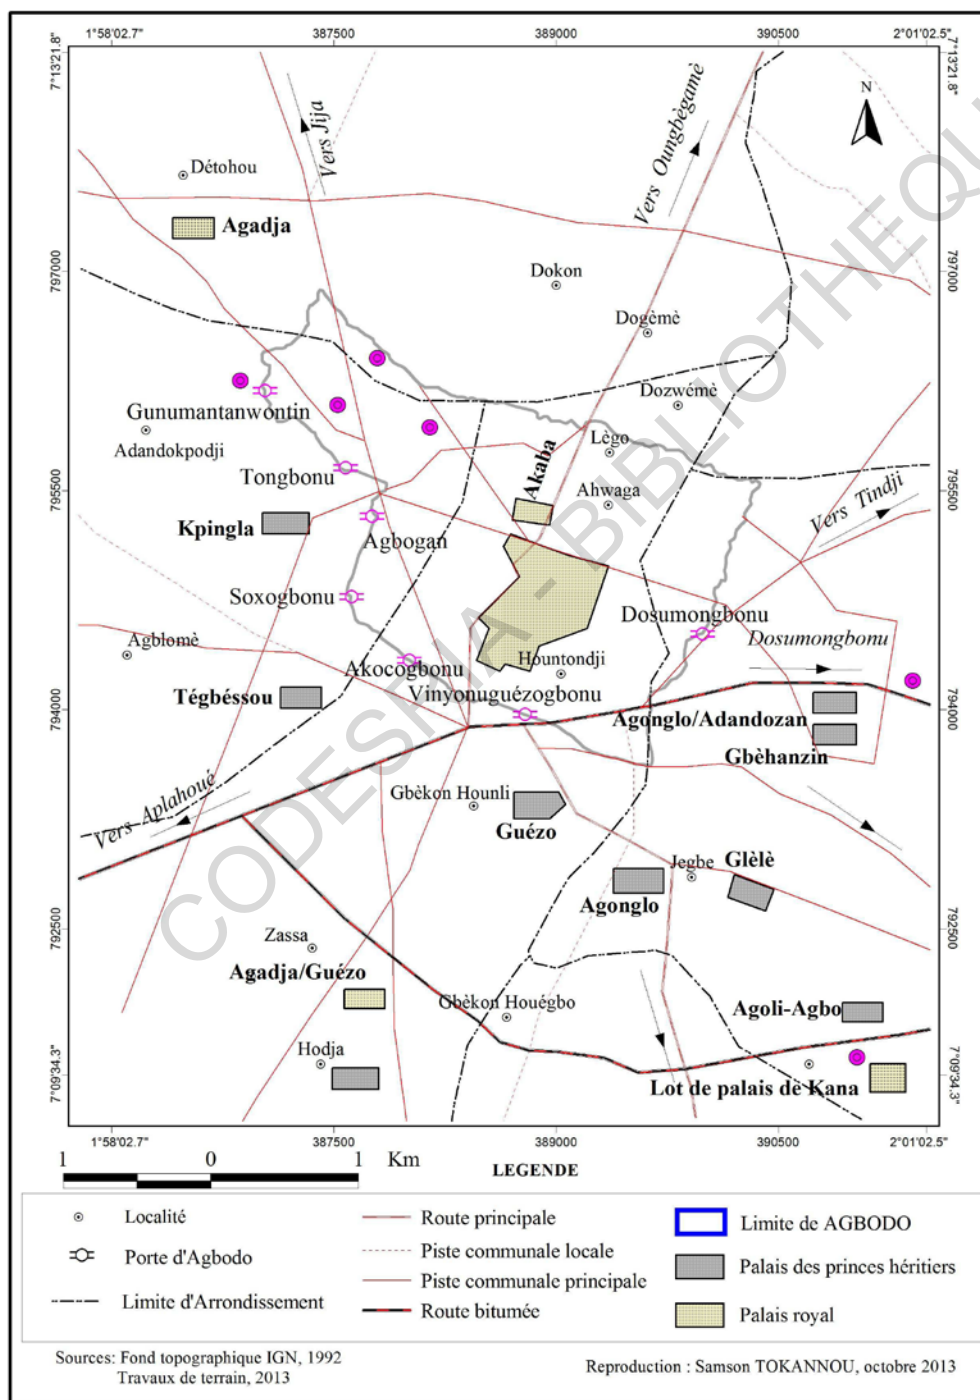 1°58'02.7"
387500
389000
390500
2°01'02.5"
7°13'21.8"
7°13'21.8"
Vers Jija
Vers Oungbègamè
N
Détohou
Agadja
797000
797000
Dokon
Dogèmè
Dozwémè
Gunumantanwontin
Adandokpodji
Lègo
Akaba
Tongbonu
Ahwaga
795500
795500
Vers Tindji
Kpingla
Agbogan
Soxogbonu
Dosumongbonu
Dosumongbonu
Agblomè
Akocogbonu
Hountondji
Tégbéssou
Vinyonuguézogbonu
794000
794000
Agonglo/Adandozan
Gbèhanzin
Vers Aplahoué
Gbèkon Hounli
Guézo
Jegbe
Glèlè
Agonglo
792500
792500
Zassa
Agadja/Guézo
Gbèkon Houégbo
Agoli-Agbo
Hodja
Lot de palais de Kana
7°09'34.3"
7°09'34.3"
1°58'02.7"
387500
389000
390500
2°01'02.5"
1 0 1 Km
LEGENDE
Localité
Porte d'Agbodo
Limite d'Arrondissement
Route principale
Piste communale locale
Piste communale principale
Route bitumée
Limite de AGBODO
Palais des princes héritiers
Palais royal
Sources: Fond topographique IGN, 1992
Travaux de terrain, 2013
Reproduction : Samson TOKANNOU, octobre 2013
CODESRIA - BIBLIOTHEQU